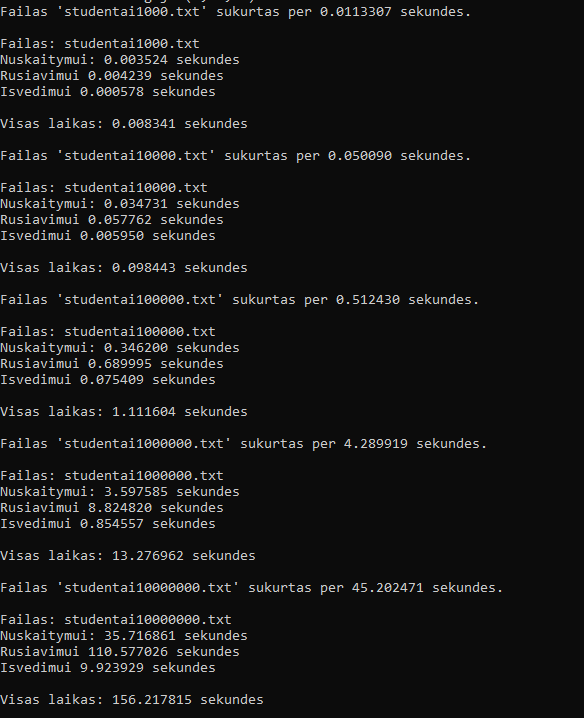 Failas 'studentai1000.txt' sukurtas per 0.0113307 sekundes.
Failas: studentai1000.txt
Nuskaitymui: 0.003524 sekundes
Rusiavimui 0.004239 sekundes
Isvedimui 0.000578 sekundes
Visas laikas: 0.008341 sekundes
Failas 'studentai10000.txt' sukurtas per 0.050090 sekundes.
Failas: studentai10000.txt
Nuskaitymui: 0.034731 sekundes
Rusiavimui 0.057762 sekundes
Isvedimui 0.005950 sekundes
Visas laikas: 0.098443 sekundes
Failas 'studentai100000.txt' sukurtas per 0.512430 sekundes.
Failas: studentai100000.txt
Nuskaitymui: 0.346200 sekundes
Rusiavimui 0.689995 sekundes
Isvedimui 0.075409 sekundes
Visas laikas: 1.111604 sekundes
Failas 'studentai1000000.txt' sukurtas per 4.289919 sekundes.
Failas: studentai1000000.txt
Nuskaitymui: 3.597585 sekundes
Rusiavimui 8.824820 sekundes
Isvedimui 0.854557 sekundes
Visas laikas: 13.276962 sekundes
Failas 'studentai10000000.txt' sukurtas per 45.202471 sekundes.
Failas: studentai10000000.txt
Nuskaitymui: 35.716861 sekundes
Rusiavimui 110.577026 sekundes
Isvedimui 9.923929 sekundes
Visas laikas: 156.217815 sekundes